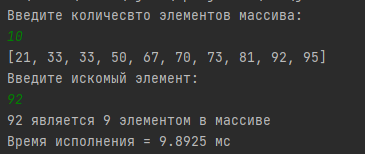 Введите количесвто элементов массива:
10
[21, 33, 33, 50, 67, 70, 73, 81, 92, 95]
Введите искомый элемент:
92
92 является 9 элементом в массиве
Время исполнения = 9.8925 мс